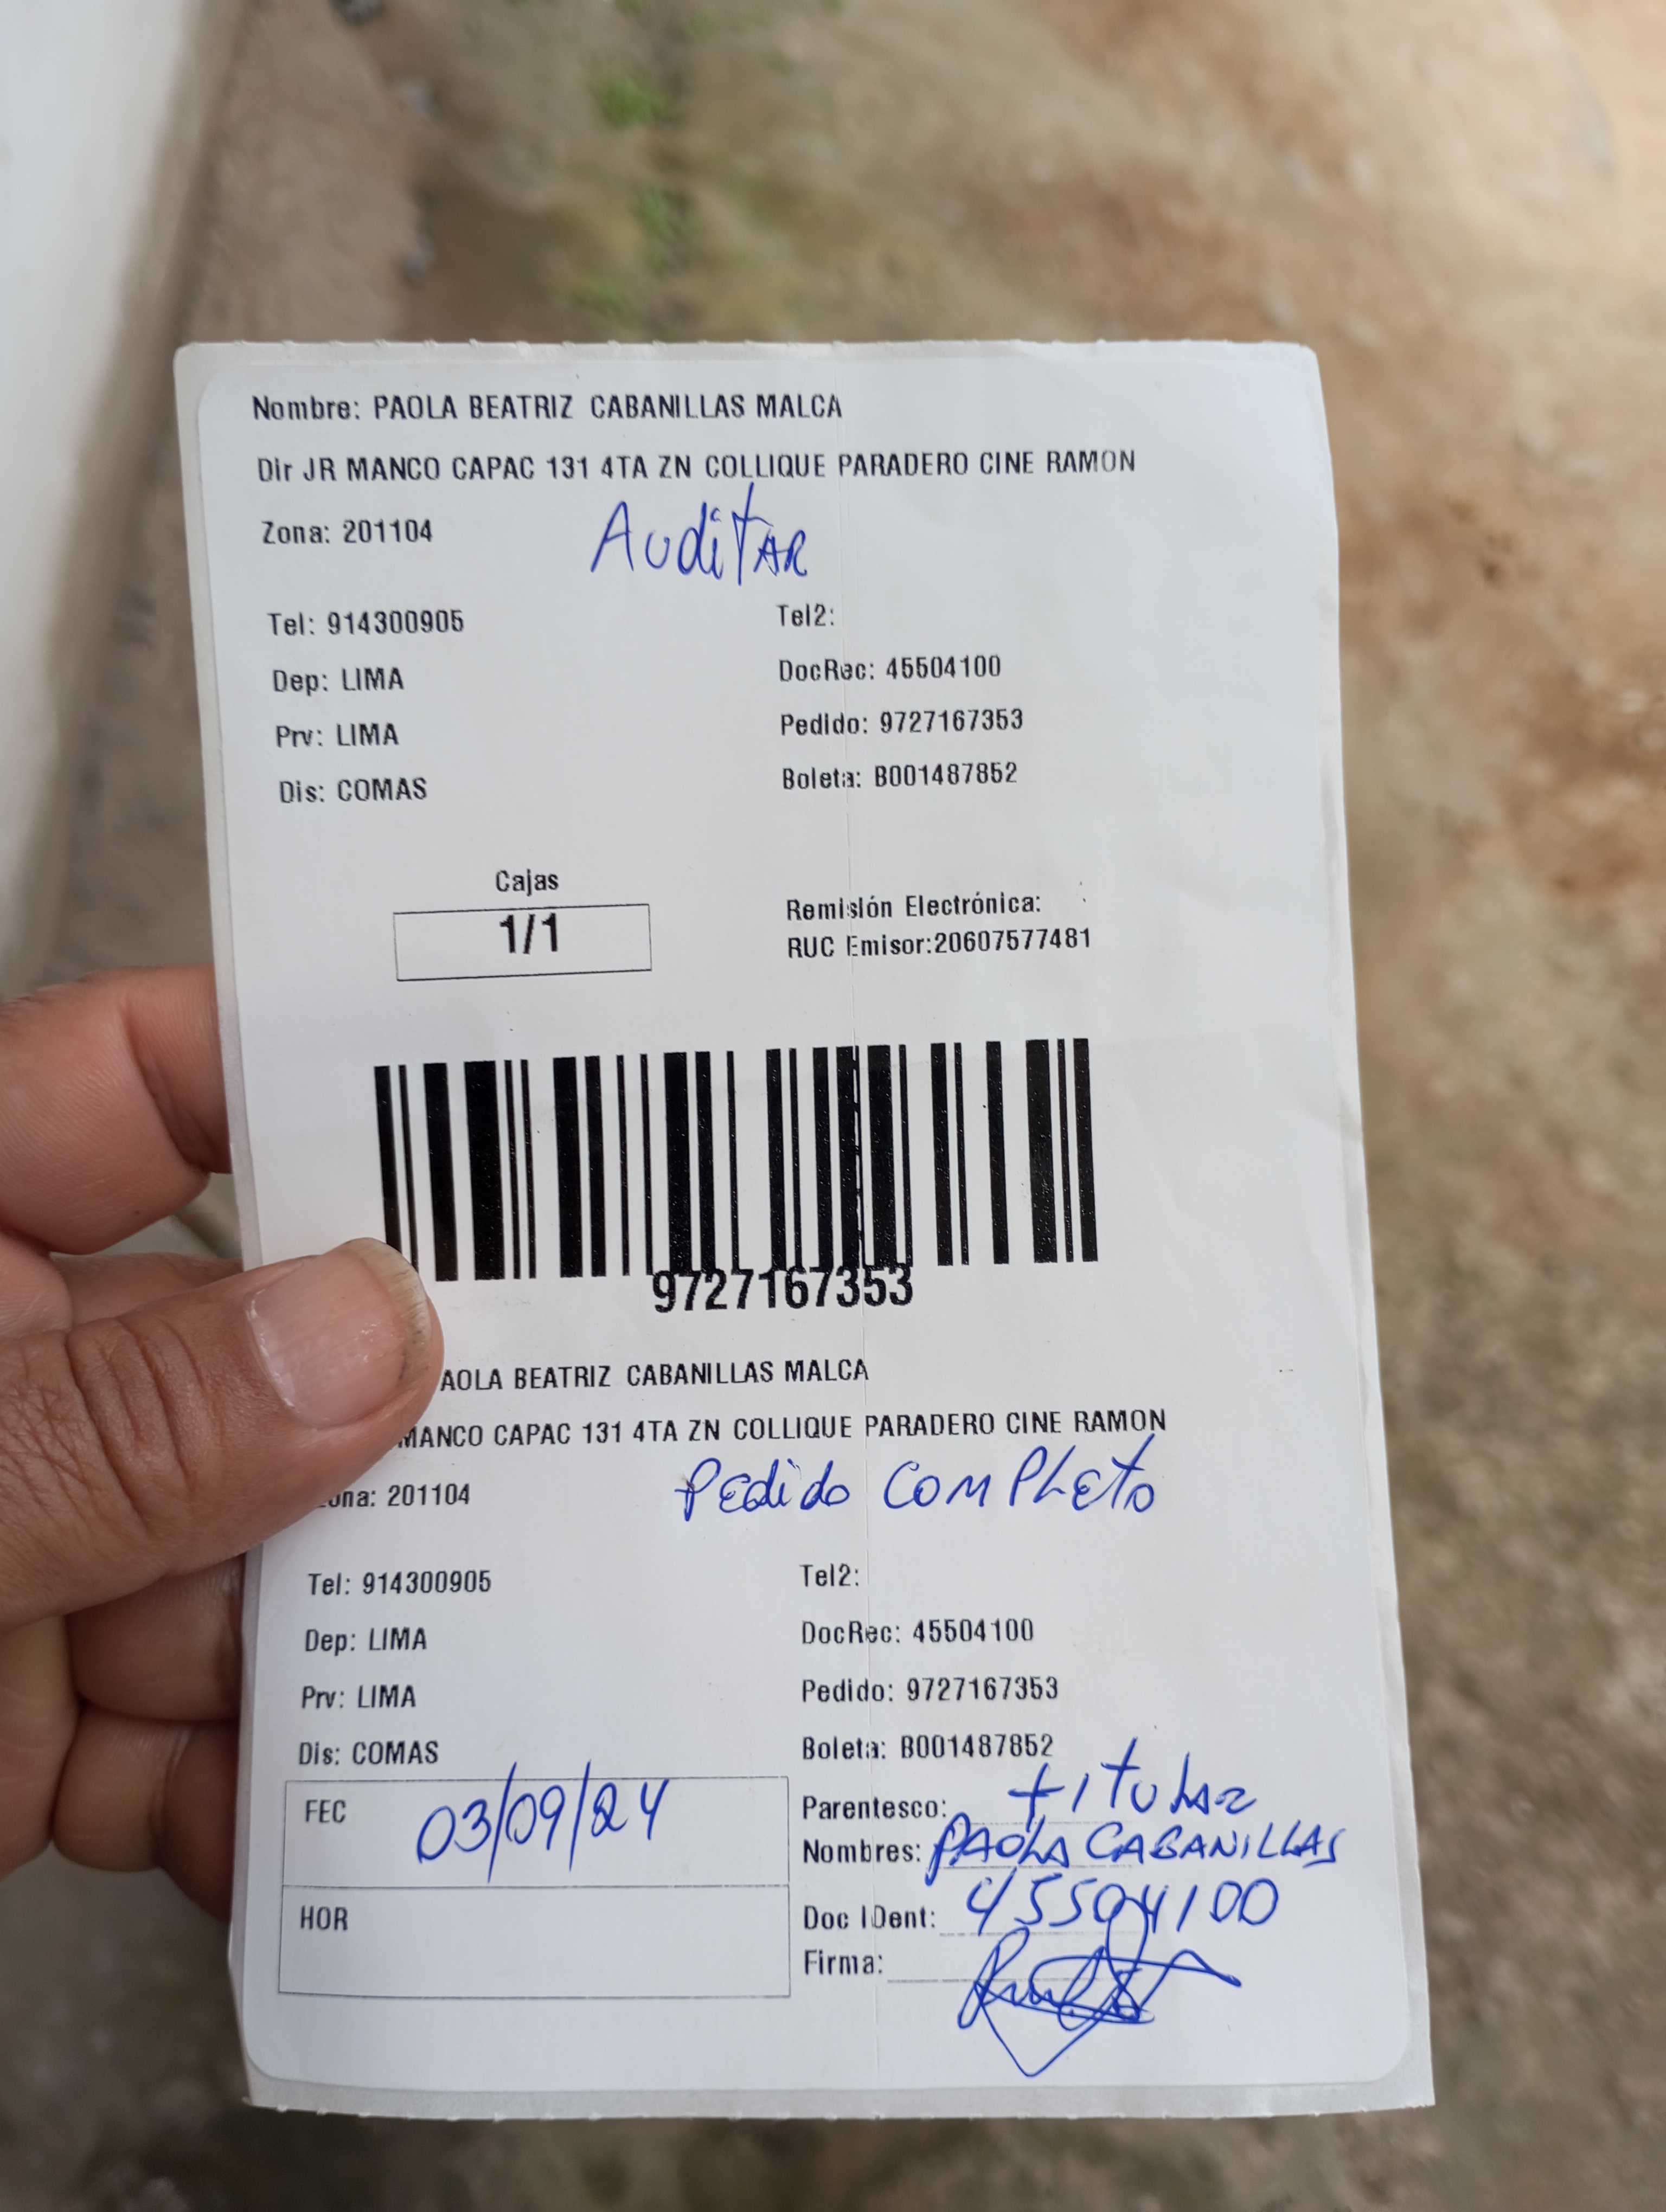 Nombre: PAOLA BEATRIZ CABANILLAS MALCA
Dir JR MANCO CAPAC 131 4TA ZN COLLIQUE PARADERO CINE RAMON
Zona: 201104
AuditAR
Tel: 914300905
Tel2:
Dep: LIMA
DocRec: 45504100
Prv: LIMA
Pedido: 9727167353
Dis: COMAS
Boleta: B001487852
Cajas
1/1
Remisión Electrónica:
RUC Emisor:20607577481
9727167353
AOLA BEATRIZ CABANILLAS MALCA
MANCO CAPAC 131 4TA ZN COLLIQUE PARADERO CINE RAMON
ona: 201104
Pedido COMPLETO
Tel: 914300905
Tel2:
Dep: LIMA
DocRec: 45504100
Prv: LIMA
Pedido: 9727167353
Dis: COMAS
Boleta: B001487852
FEC 03/09/24
Parentesco: titular
Nombres: PAOLA CABANILLAS
HOR
Doc IDent: 45504100
Firma: